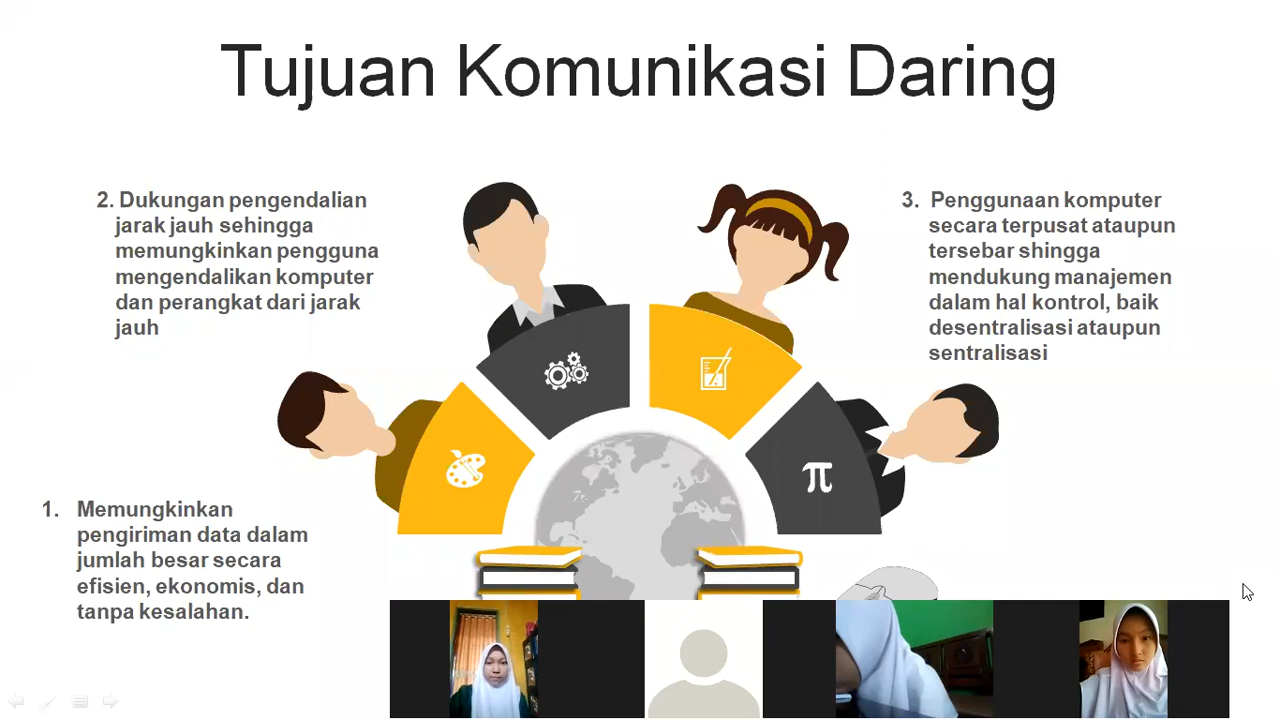 Tujuan Komunikasi Daring
2. Dukungan pengendalian
jarak jauh sehingga
memungkinkan pengguna
mengendalikan komputer
dan perangkat dari jarak
jauh
3. Penggunaan komputer
secara terpusat ataupun
tersebar shingga
mendukung manajemen
dalam hal kontrol, baik
desentralisasi ataupun
sentralisasi
π
1. Memungkinkan
pengiriman data dalam
jumlah besar secara
efisien, ekonomis, dan
tanpa kesalahan.